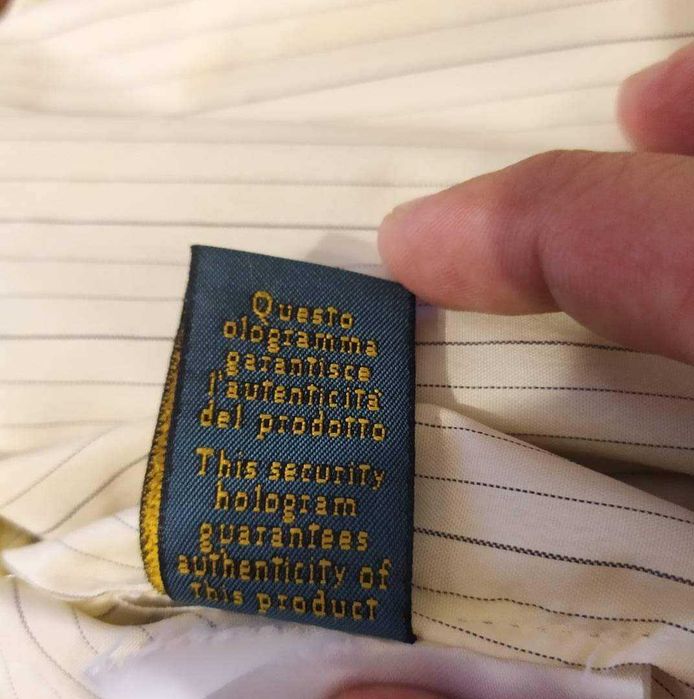 Questo
ologramma
garantisce
l'autenticità
del prodotto
This security
hologram
guarantees
authenticity of
this product